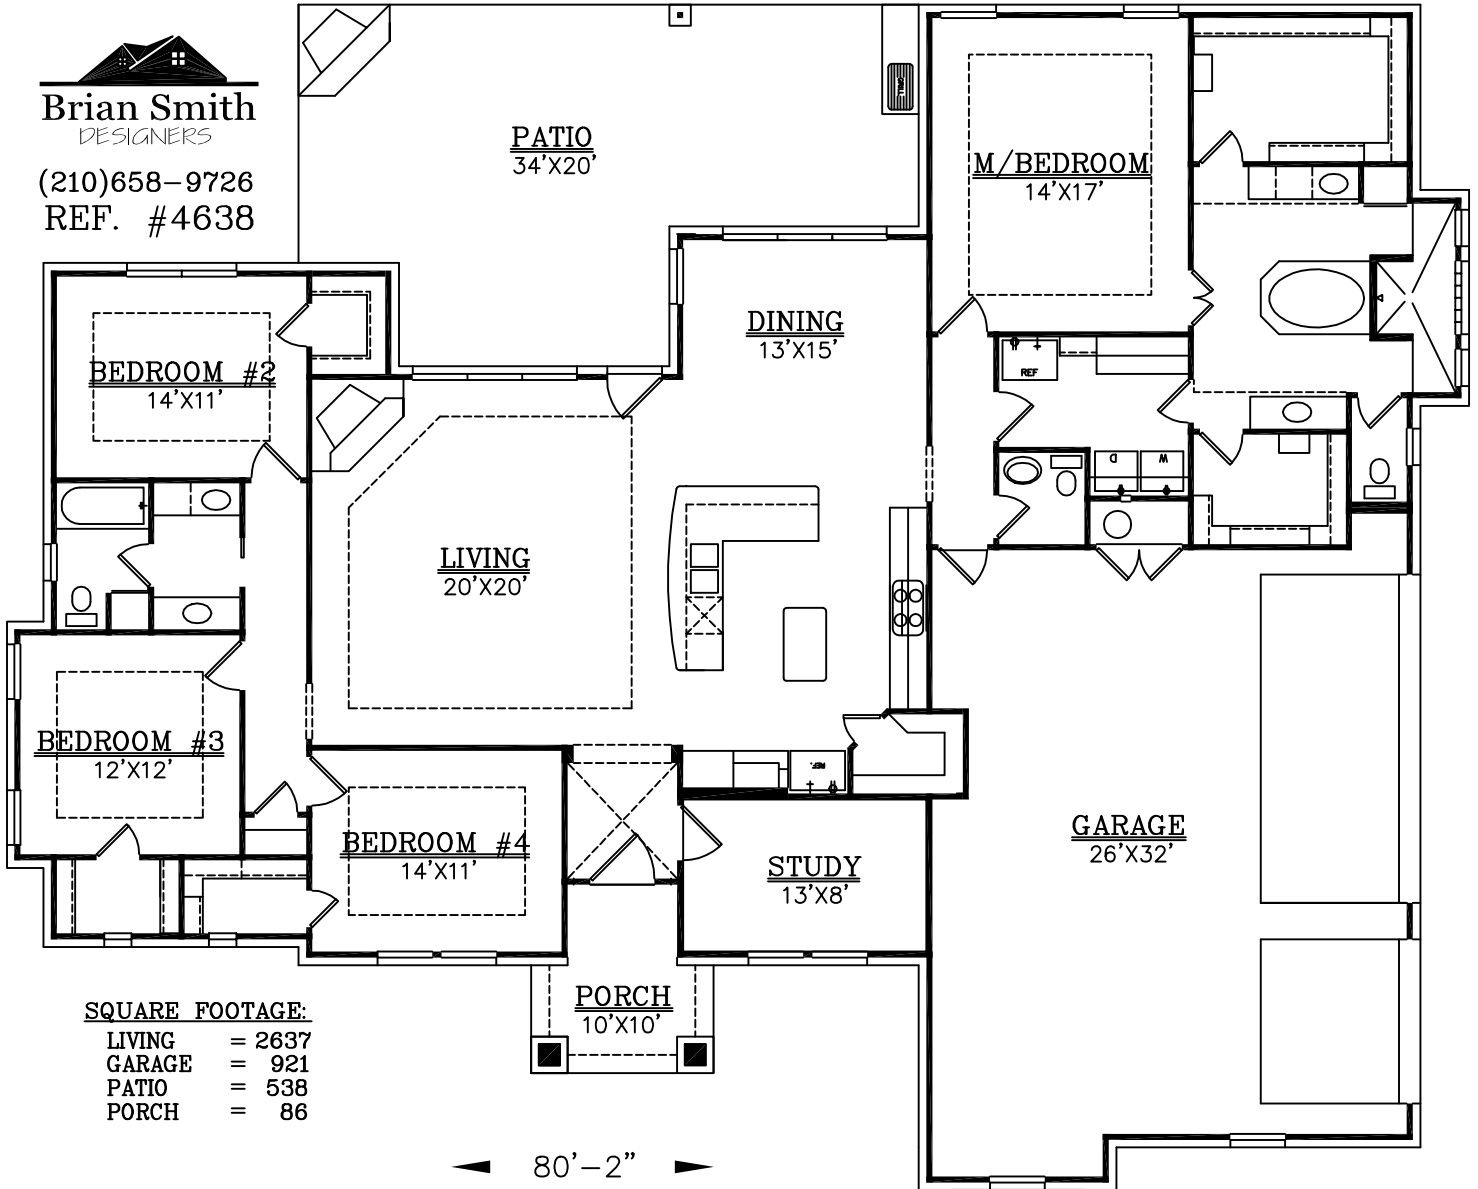 Brian Smith
DESIGNERS
(210)658-9726
REF. #4638
PATIO
34'X20'
GRILL
M/BEDROOM
14'X17'
DINING
13'X15'
BEDROOM #2
14'X11'
REF
D
W
LIVING
20'X20'
BEDROOM #3
12'X12'
REF.
BEDROOM #4
14'X11'
STUDY
13'X8'
GARAGE
26'X32'
PORCH
10'X10'
SQUARE FOOTAGE:
LIVING = 2637
GARAGE = 921
PATIO = 538
PORCH = 86
80'-2"